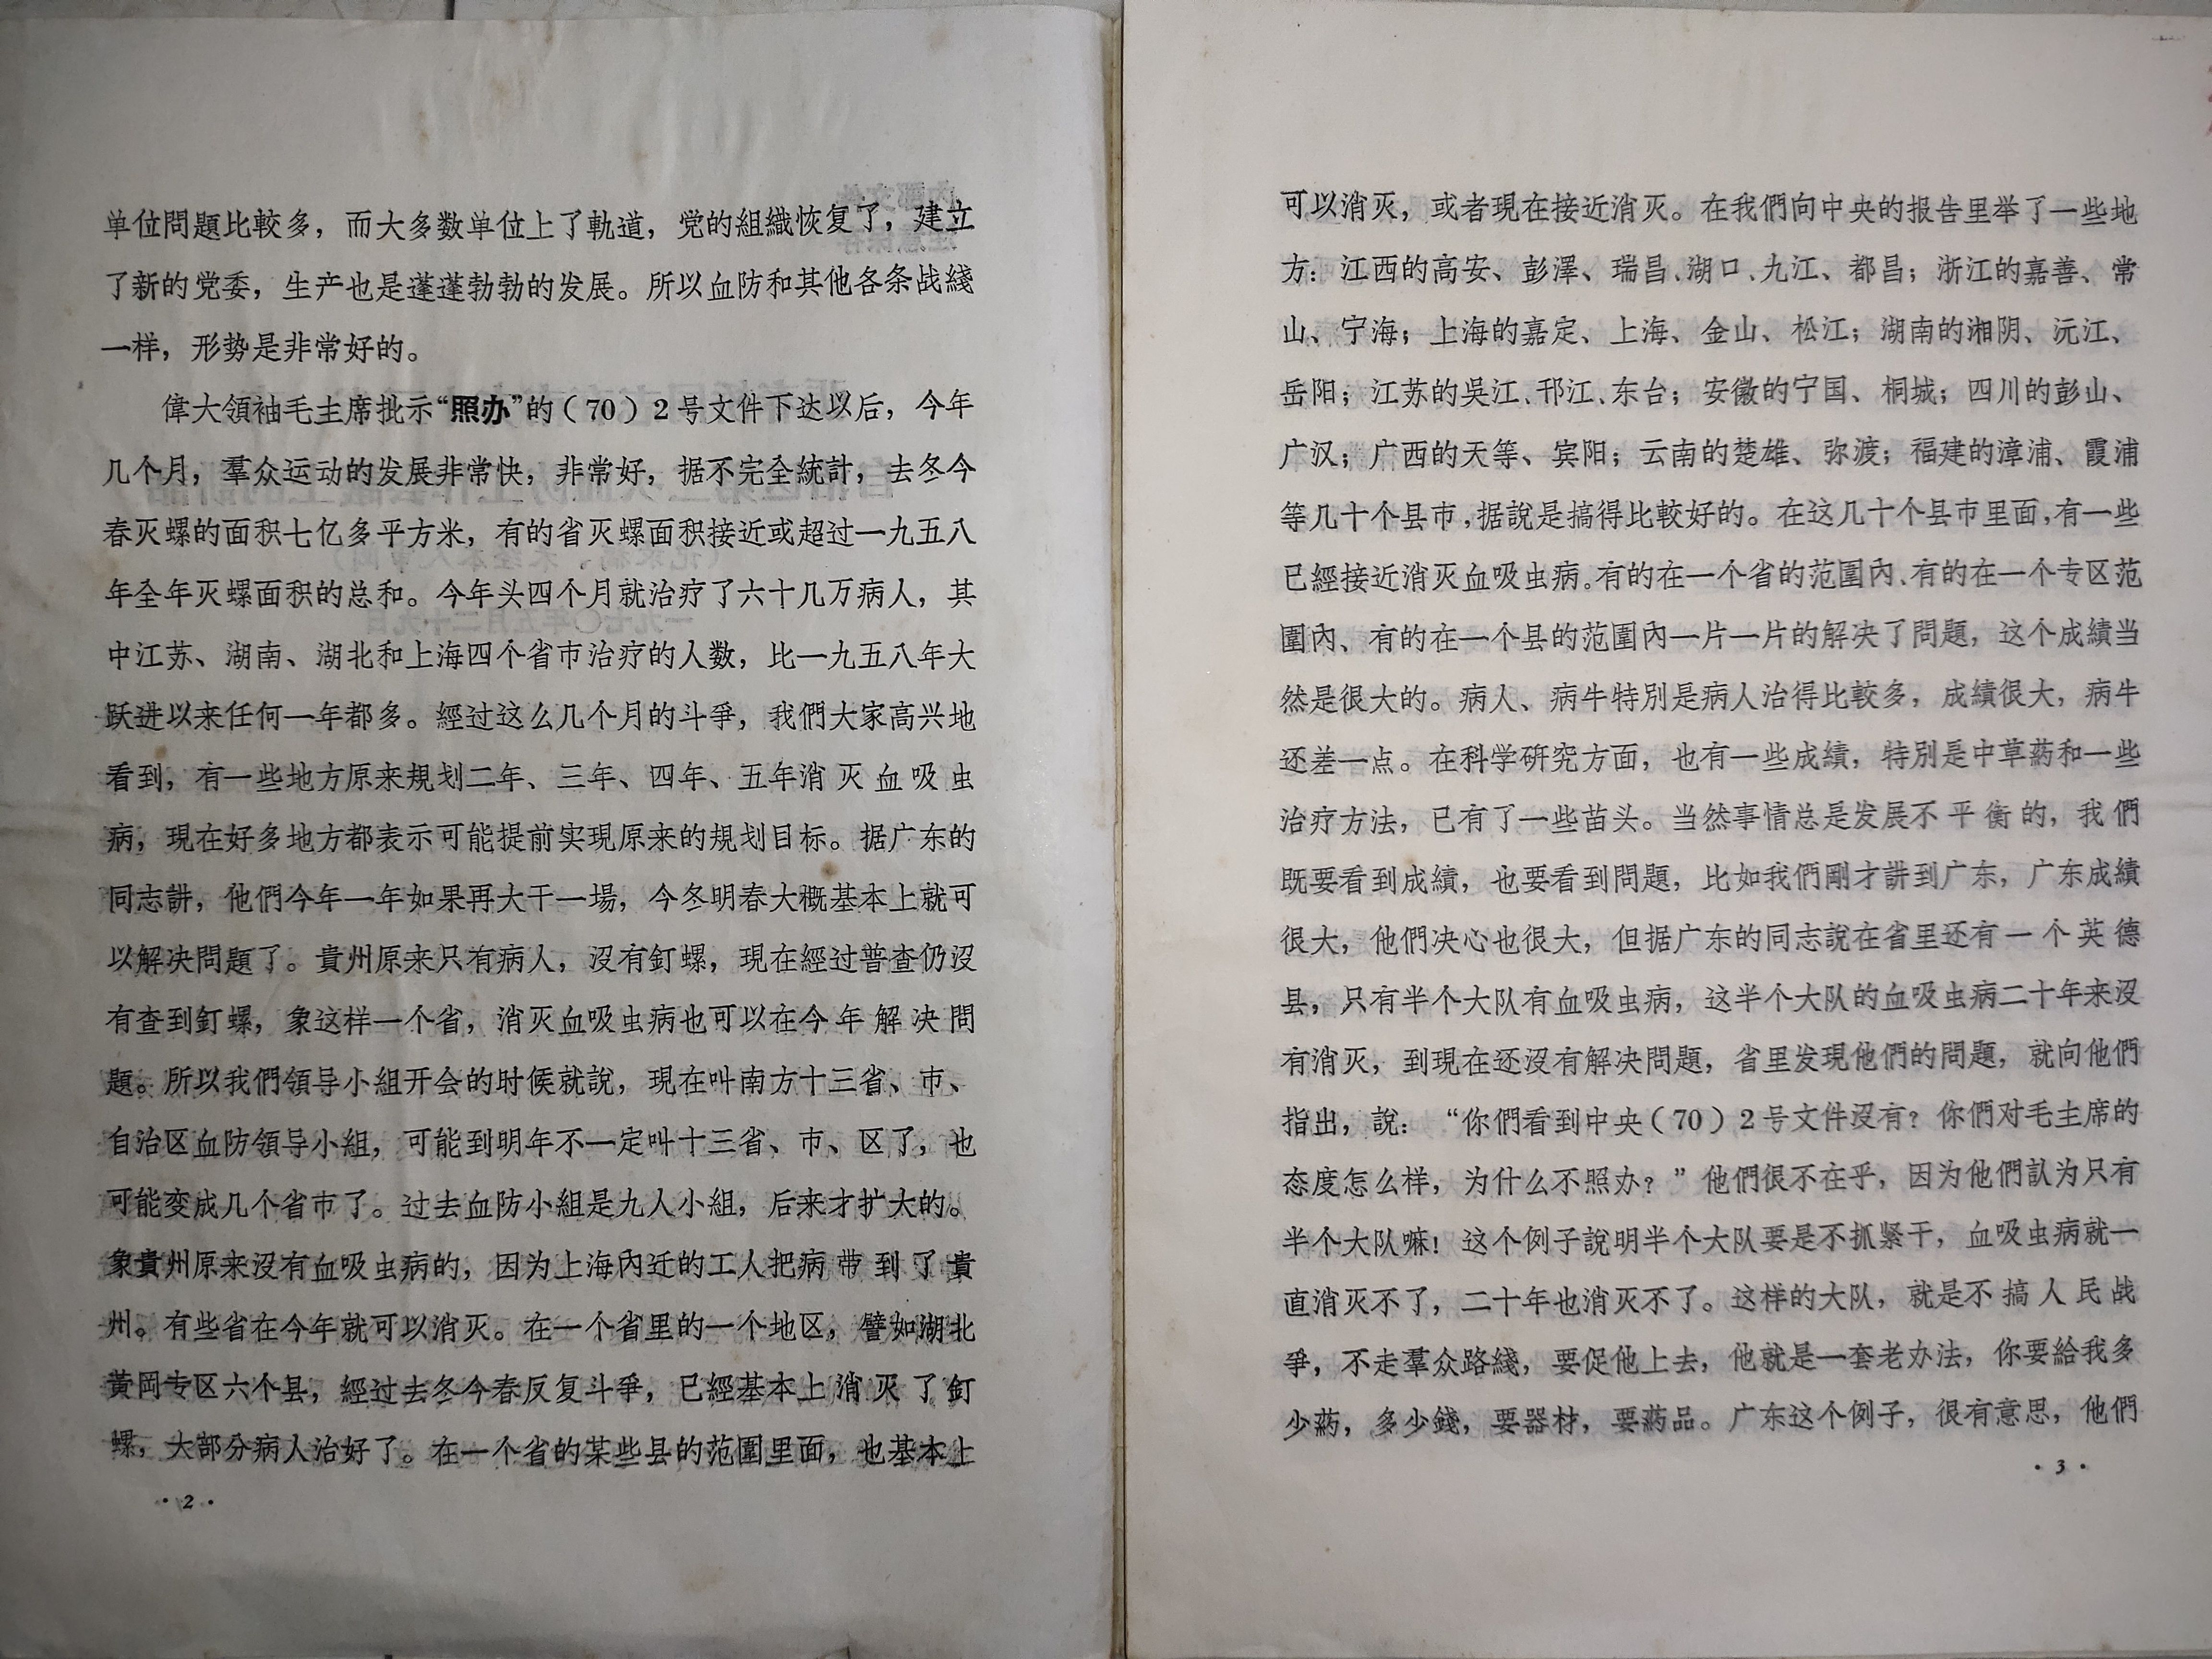 单位問題比較多，而大多数单位上了軌道，党的組織恢复了，建立
了新的党委，生产也是蓬蓬勃勃的发展。所以血防和其他各条战綫
一样，形势是非常好的。
偉大領袖毛主席批示“照办”的（70）2号文件下达以后，今年
几个月，羣众运动的发展非常快，非常好，据不完全統計，去冬今
春灭螺的面积七亿多平方米，有的省灭螺面积接近或超过一九五八
年全年灭螺面积的总和。今年头四个月就治疗了六十几万病人，其
中江苏、湖南、湖北和上海四个省市治疗的人数，比一九五八年大
跃进以来任何一年都多。經过这么几个月的斗爭，我們大家高兴地
看到，有一些地方原来規划二年、三年、四年、五年消灭血吸虫
病，現在好多地方都表示可能提前实現原来的規划目标。据广东的
同志講，他們今年一年如果再大干一場，今冬明春大概基本上就可
以解决問題了。貴州原来只有病人，沒有釘螺，現在經过普查仍沒
有查到釘螺，象这样一个省，消灭血吸虫病也可以在今年解决問
題。所以我們領导小組开会的时候就說，現在叫南方十三省、市、
自治区血防領导小組，可能到明年不一定叫十三省、市、区了，也
可能变成几个省市了。过去血防小組是九人小組，后来才扩大的。
象貴州原来沒有血吸虫病的，因为上海內迁的工人把病带到了貴
州。有些省在今年就可以消灭。在一个省里的一个地区，譬如湖北
黃岡专区六个县，經过去冬今春反复斗爭，已經基本上消灭了釘
螺，大部分病人治好了。在一个省的某些县的范圍里面，也基本上
·2·
可以消灭，或者現在接近消灭。在我們向中央的报告里举了一些地
方：江西的高安、彭澤、瑞昌、湖口、九江、都昌；浙江的嘉善、常
山、宁海；上海的嘉定、上海、金山、松江；湖南的湘阴、沅江、
岳阳；江苏的吳江、邗江、东台；安徽的宁国、桐城；四川的彭山、
广汉；广西的天等、宾阳；云南的楚雄、弥渡；福建的漳浦、霞浦
等几十个县市，据說是搞得比較好的。在这几十个县市里面，有一些
已經接近消灭血吸虫病。有的在一个省的范圍內、有的在一个专区范
圍內、有的在一个县的范圍內一片一片的解决了問題，这个成績当
然是很大的。病人、病牛特別是病人治得比較多，成績很大，病牛
还差一点。在科学研究方面，也有一些成績，特別是中草葯和一些
治疗方法，已有了一些苗头。当然事情总是发展不平衡的，我們
既要看到成績，也要看到問題，比如我們剛才講到广东，广东成績
很大，他們决心也很大，但据广东的同志說在省里还有一个英德
县，只有半个大队有血吸虫病，这半个大队的血吸虫病二十年来沒
有消灭，到現在还沒有解决問題，省里发現他們的問題，就向他們
指出，說：“你們看到中央（70）2号文件沒有？你們对毛主席的
态度怎么样，为什么不照办？”他們很不在乎，因为他們認为只有
半个大队嘛！这个例子說明半个大队要是不抓紧干，血吸虫病就一
直消灭不了，二十年也消灭不了。这样的大队，就是不搞人民战
爭，不走羣众路綫，要促他上去，他就是一套老办法，你要給我多
少葯，多少錢，要器材，要葯品。广东这个例子，很有意思，他們
·3·